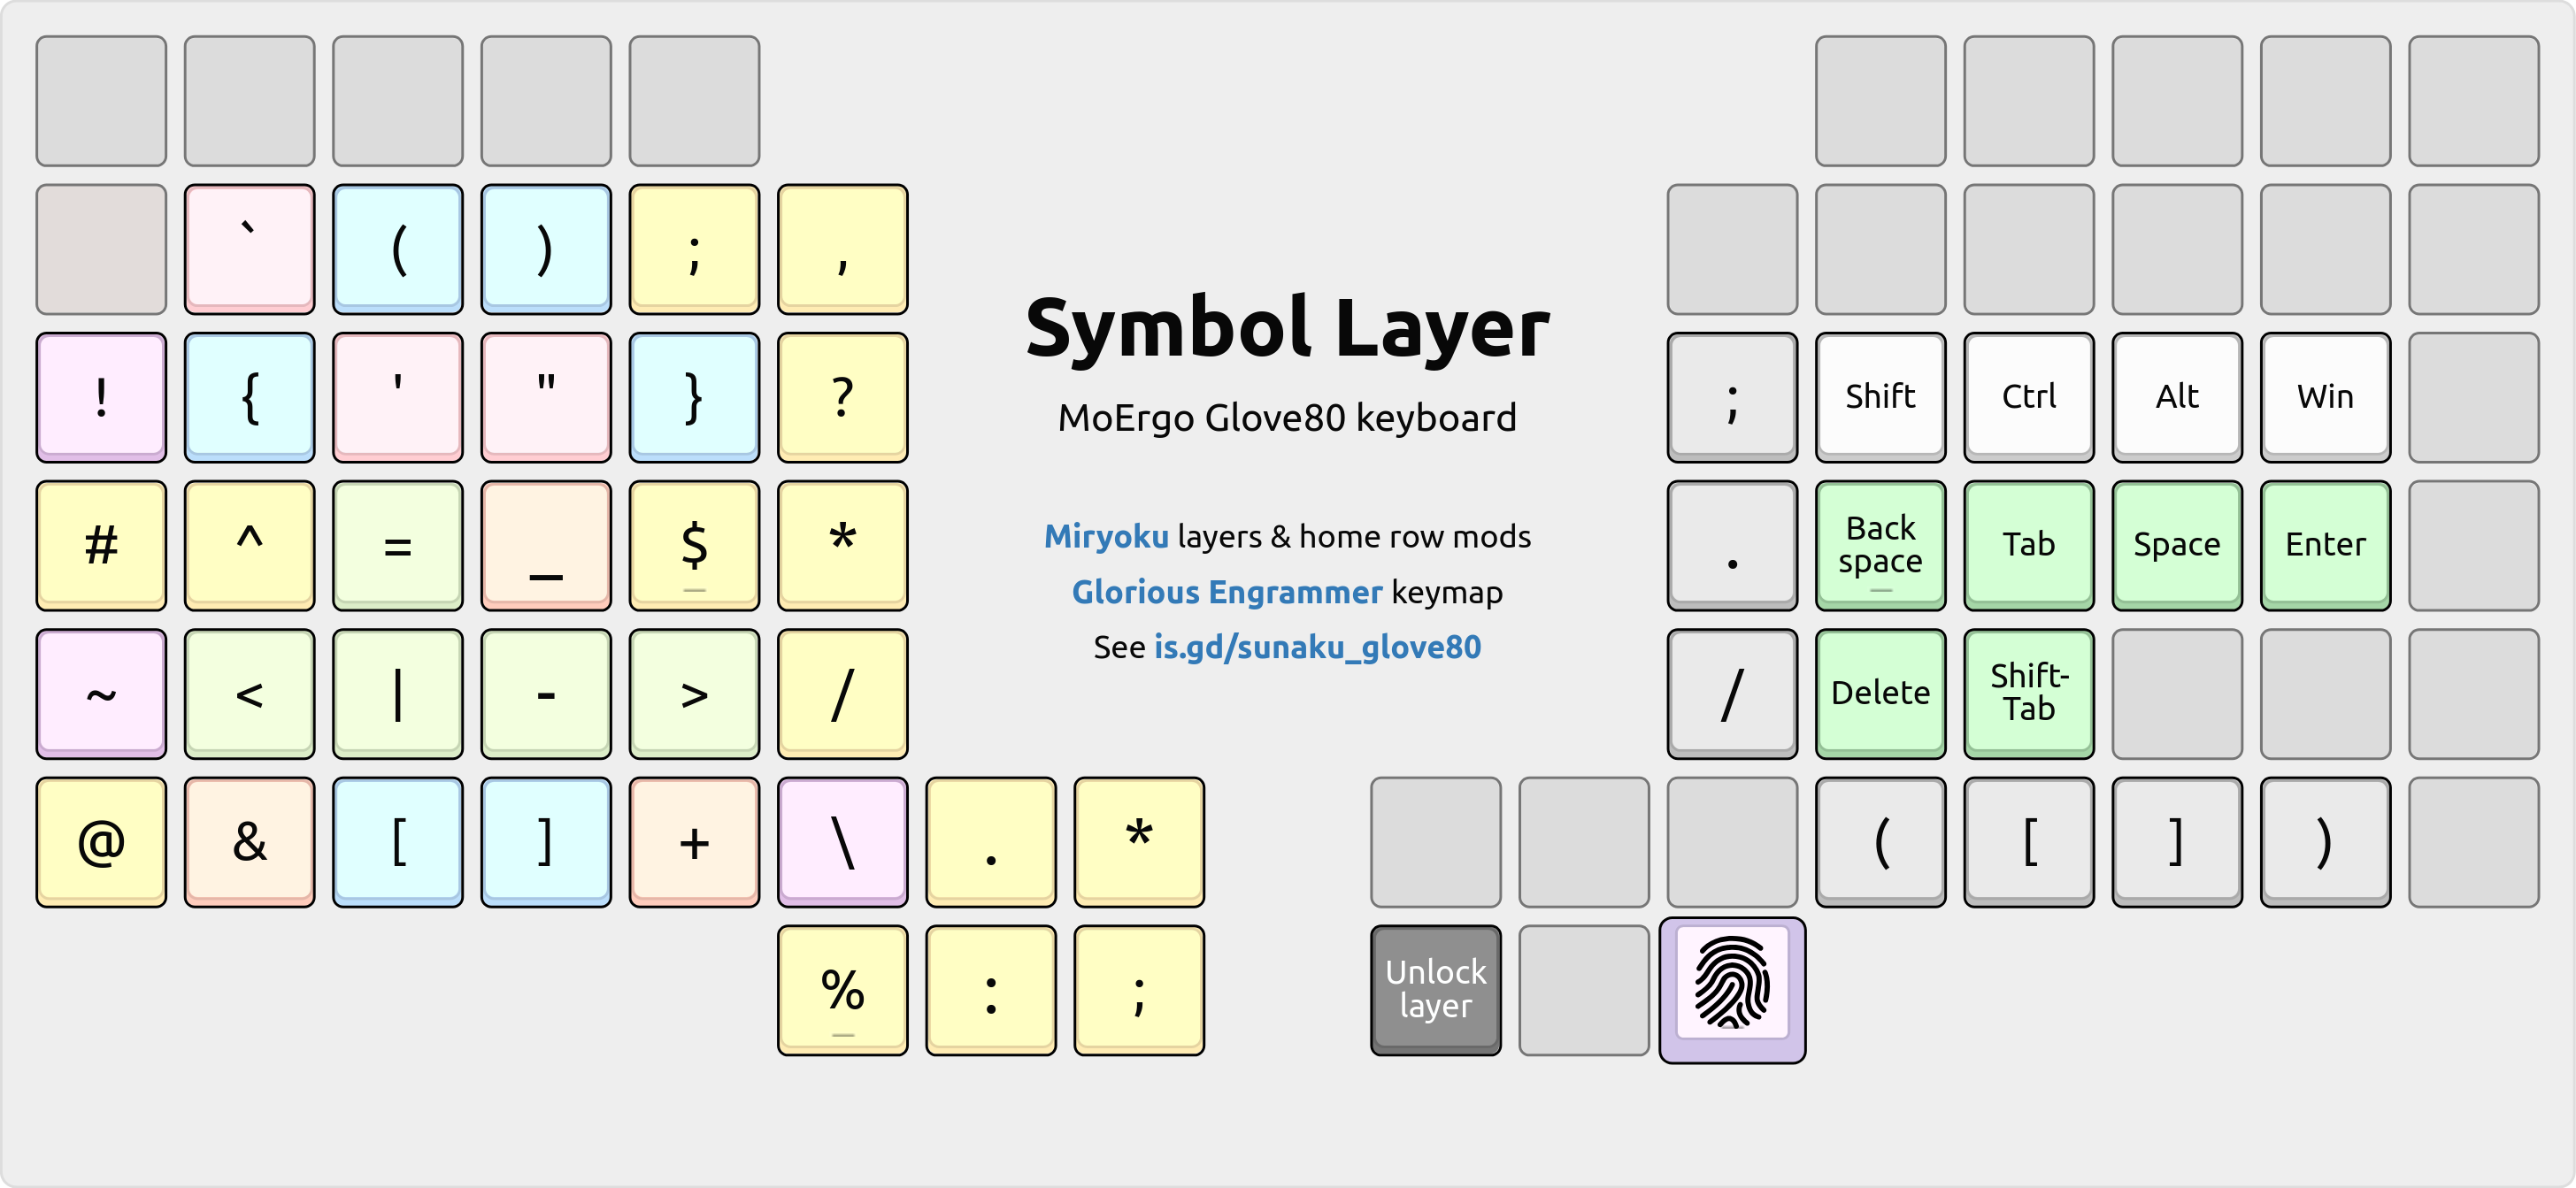 ` ( ) ; ,
Symbol Layer
! { ' " } ?
; Shift Ctrl Alt Win
MoErgo Glove80 keyboard
# ^ = _ $ *
. Back space Tab Space Enter
Miryoku layers & home row mods
Glorious Engrammer keymap
See is.gd/sunaku_glove80
~ < | - > /
/ Delete Shift-Tab
@ & [ ] + \ . *
( [ ] )
% : ;
Unlock layer